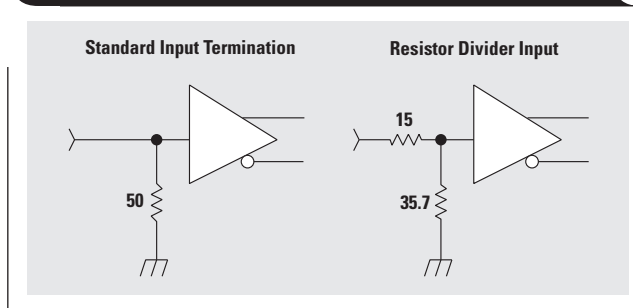 Standard Input Termination
Resistor Divider Input
15
50
35.7